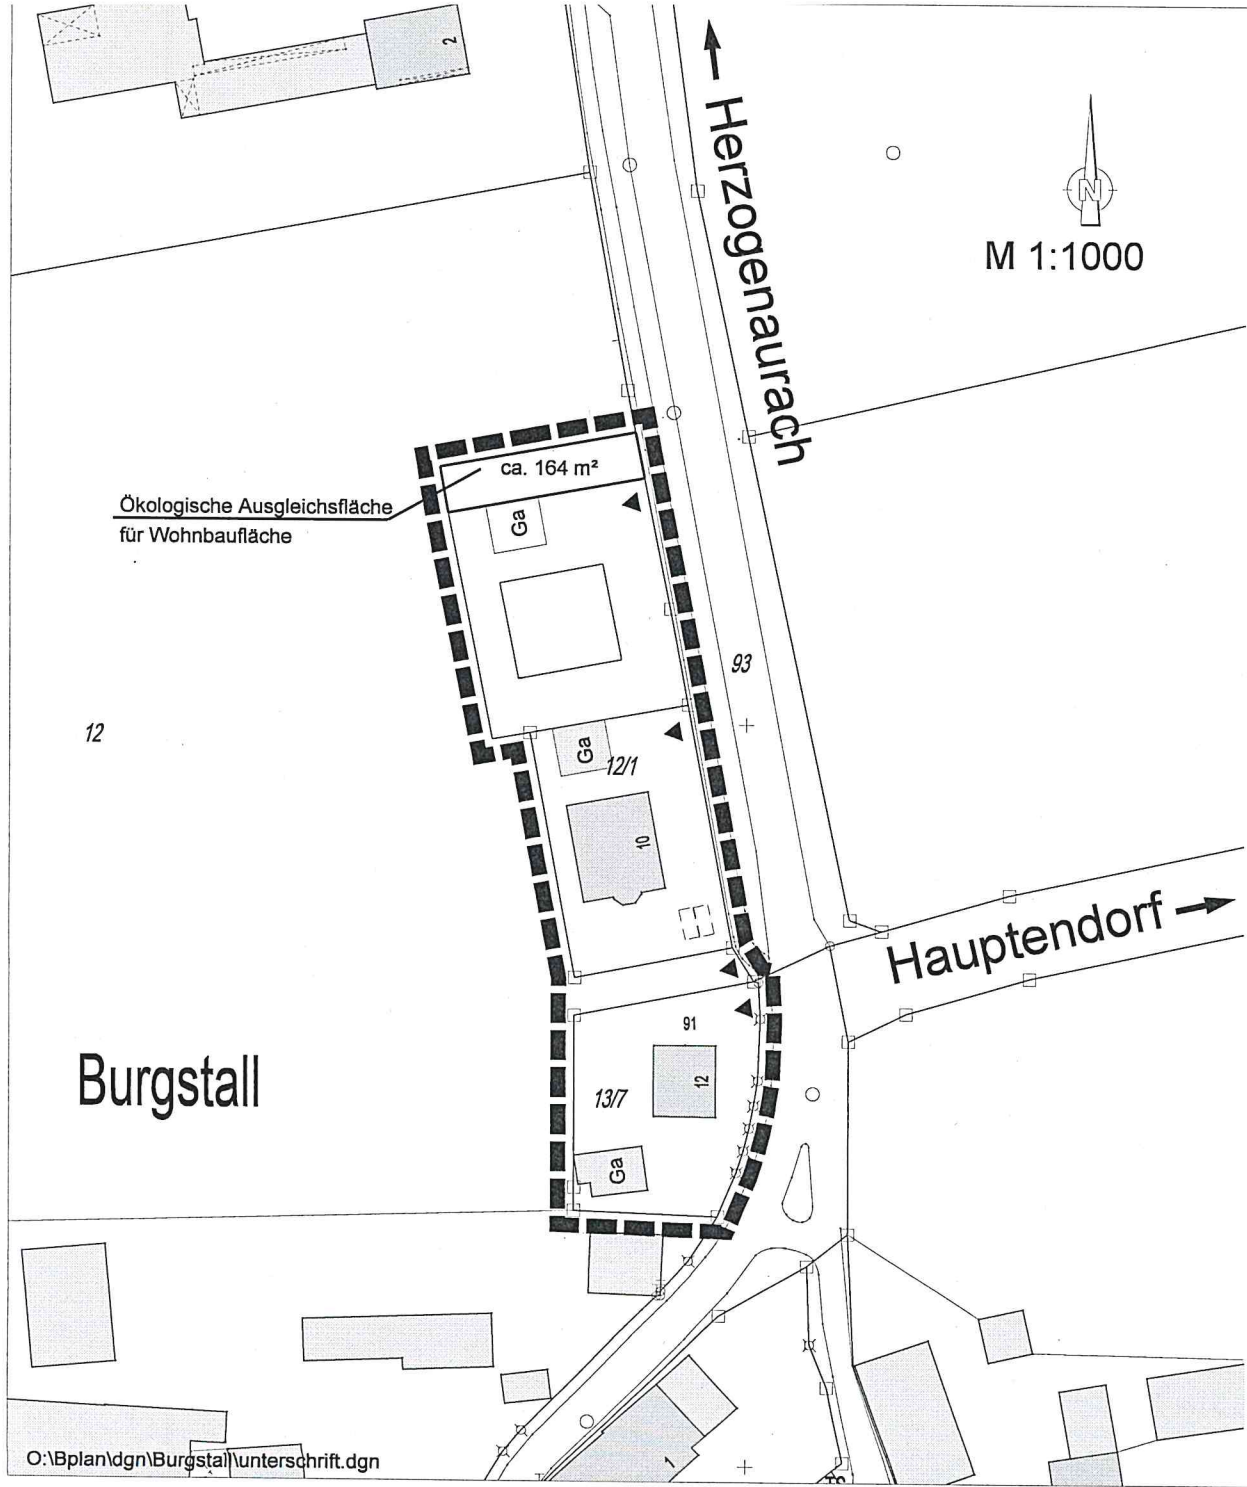 2
Herzogenaurach
N
M 1:1000
ca. 164 m²
Ökologische Ausgleichsfläche
für Wohnbaufläche
Ga
93
12
Ga
12/1
10
Hauptendorf
91
Burgstall
12
13/7
Ga
O:\Bplan\dgn\Burgstall\unterschrift.dgn
1